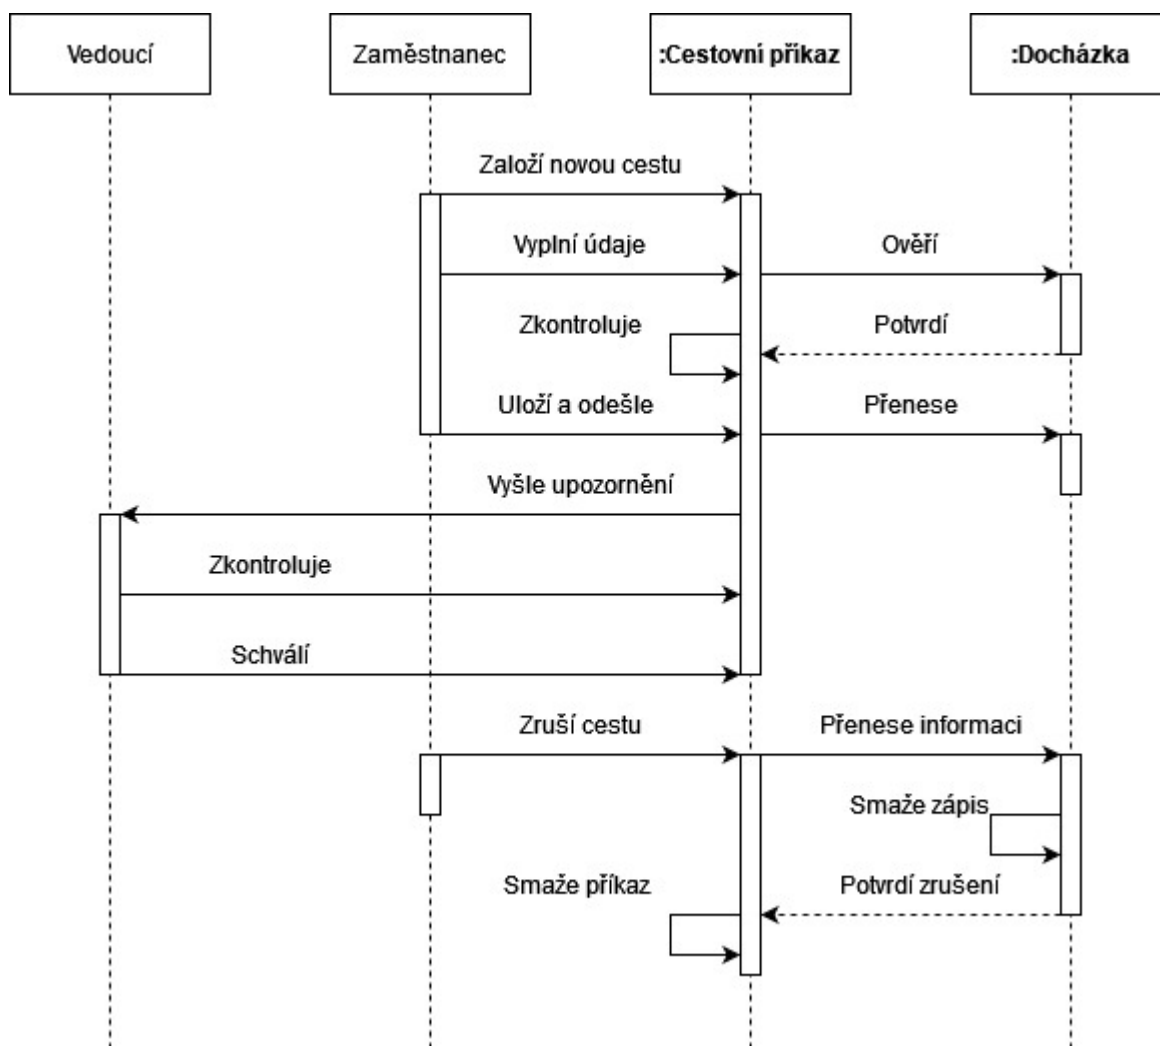 Vedoucí
Zaměstnanec
:Cestovní příkaz
:Docházka
Založí novou cestu
Vyplní údaje
Ověří
Zkontroluje
Potvrdí
Uloží a odešle
Přenese
Vyšle upozornění
Zkontroluje
Schválí
Zruší cestu
Přenese informaci
Smaže zápis
Smaže příkaz
Potvrdí zrušení